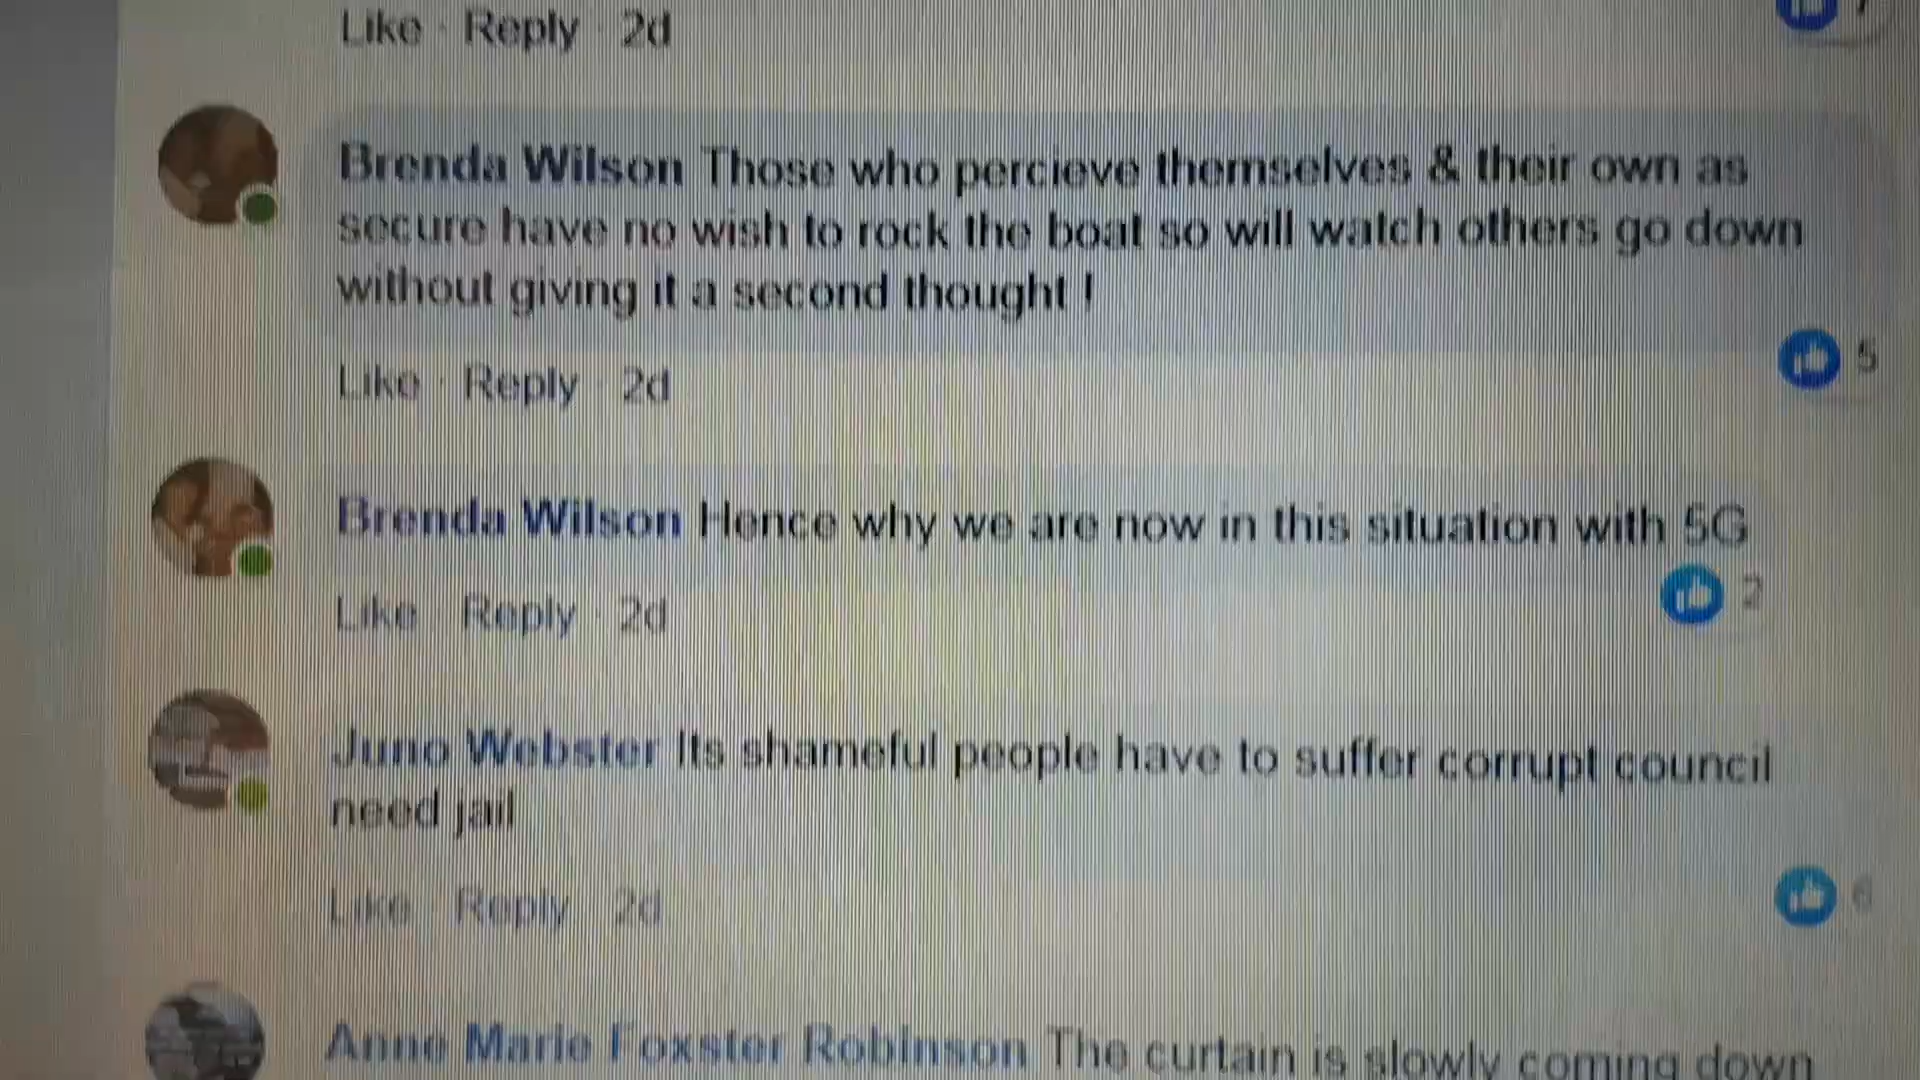 Like · Reply · 2d
Brenda Wilson Those who percieve themselves & their own as
secure have no wish to rock the boat so will watch others go down
without giving it a second thought !
5
Like · Reply · 2d
Brenda Wilson Hence why we are now in this situation with 5G
2
Like · Reply · 2d
Juno Webster Its shameful people have to suffer corrupt council
need jail
Like · Reply · 2d
6
Anne Marie Foxster Robinson The curtain is slowly coming down